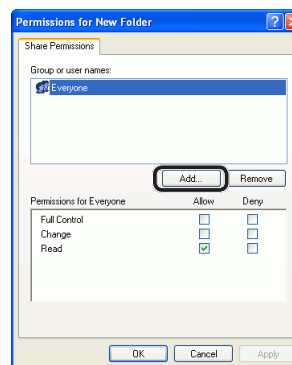 Permissions for New Folder
Share Permissions
Group or user names:
Everyone
Add... Remove
Permissions for Everyone Allow Deny
Full Control
Change
Read
OK Cancel Apply